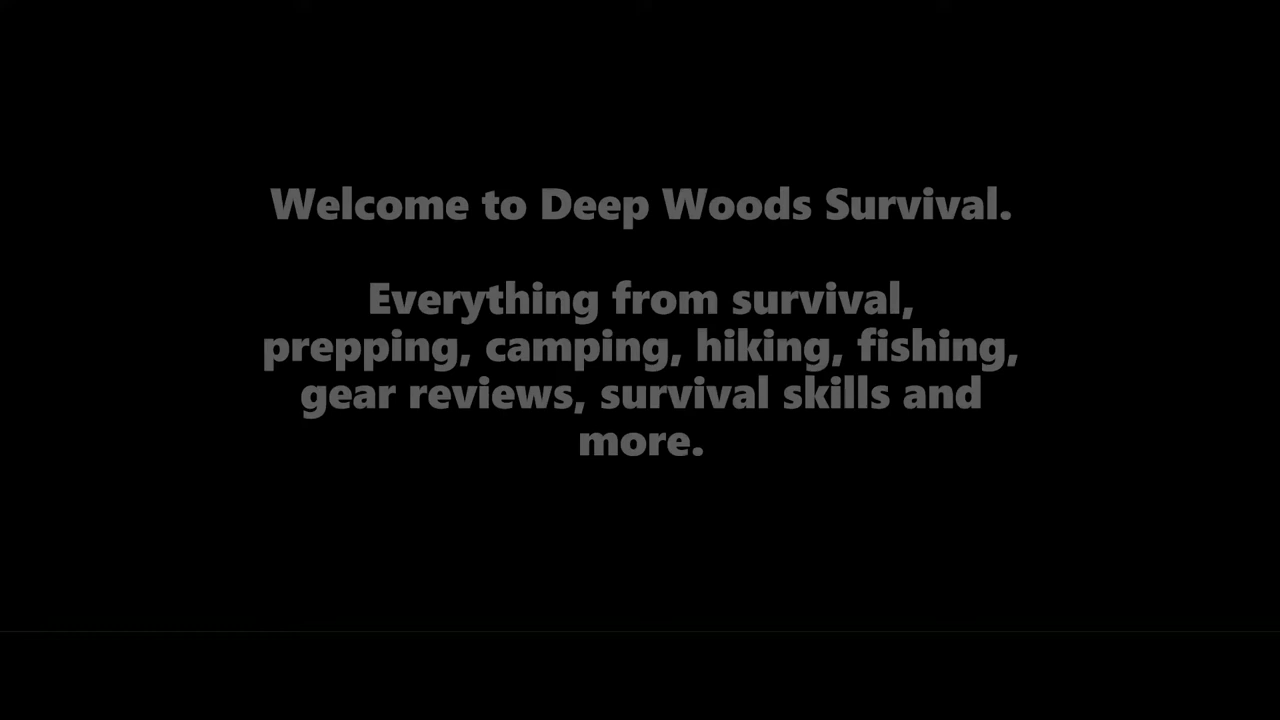 Welcome to Deep Woods Survival.
Everything from survival,
prepping, camping, hiking, fishing,
gear reviews, survival skills and
more.